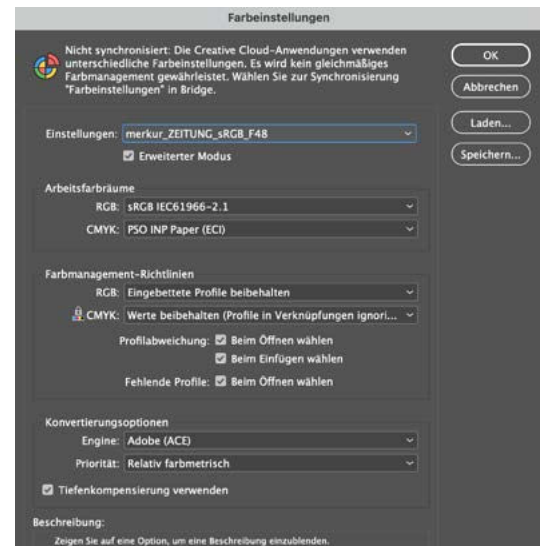 Farbeinstellungen
Nicht synchronisiert: Die Creative Cloud-Anwendungen verwenden
unterschiedliche Farbeinstellungen. Es wird kein gleichmäßiges
Farbmanagement gewährleistet. Wählen Sie zur Synchronisierung
"Farbeinstellungen" in Bridge.
OK
Abbrechen
Laden...
Speichern...
Einstellungen: merkur_ZEITUNG_sRGB_F48
Erweiterter Modus
Arbeitsfarbräume
RGB: sRGB IEC61966-2.1
CMYK: PSO INP Paper (ECI)
Farbmanagement-Richtlinien
RGB: Eingebettete Profile beibehalten
CMYK: Werte beibehalten (Profile in Verknüpfungen ignori...
Profilabweichung: Beim Öffnen wählen
Beim Einfügen wählen
Fehlende Profile: Beim Öffnen wählen
Konvertierungsoptionen
Engine: Adobe (ACE)
Priorität: Relativ farbmetrisch
Tiefenkompensierung verwenden
Beschreibung:
Zeigen Sie auf eine Option, um eine Beschreibung einzublenden.